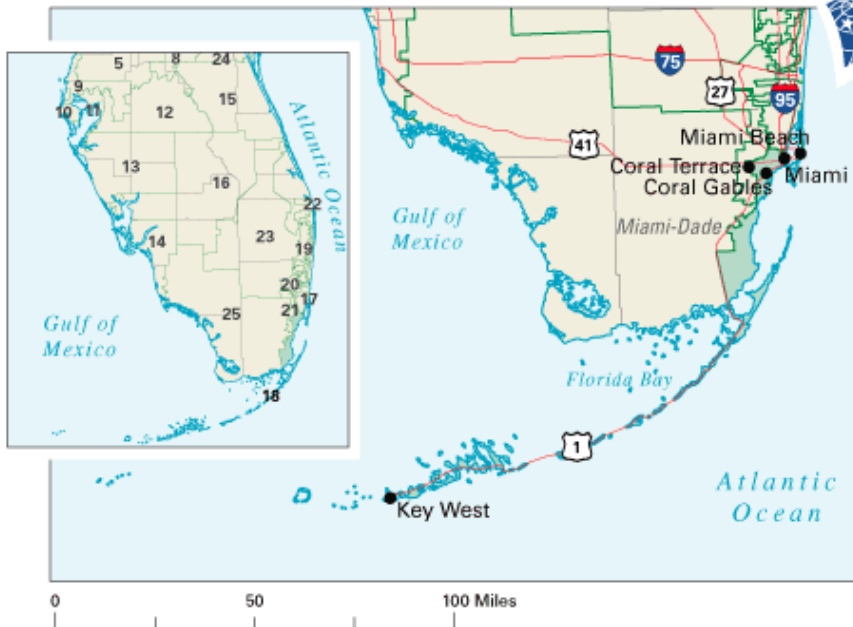 5
8
24
9
15
10
11
12
Atlantic Ocean
13
16
22
14
23
19
20
17
25
21
Gulf of
Mexico
18
75
27
95
41
Miami Beach
Coral Terrace
Miami
Coral Gables
Gulf of
Mexico
Miami-Dade
Florida Bay
1
Atlantic
Ocean
Key West
0
50
100 Miles